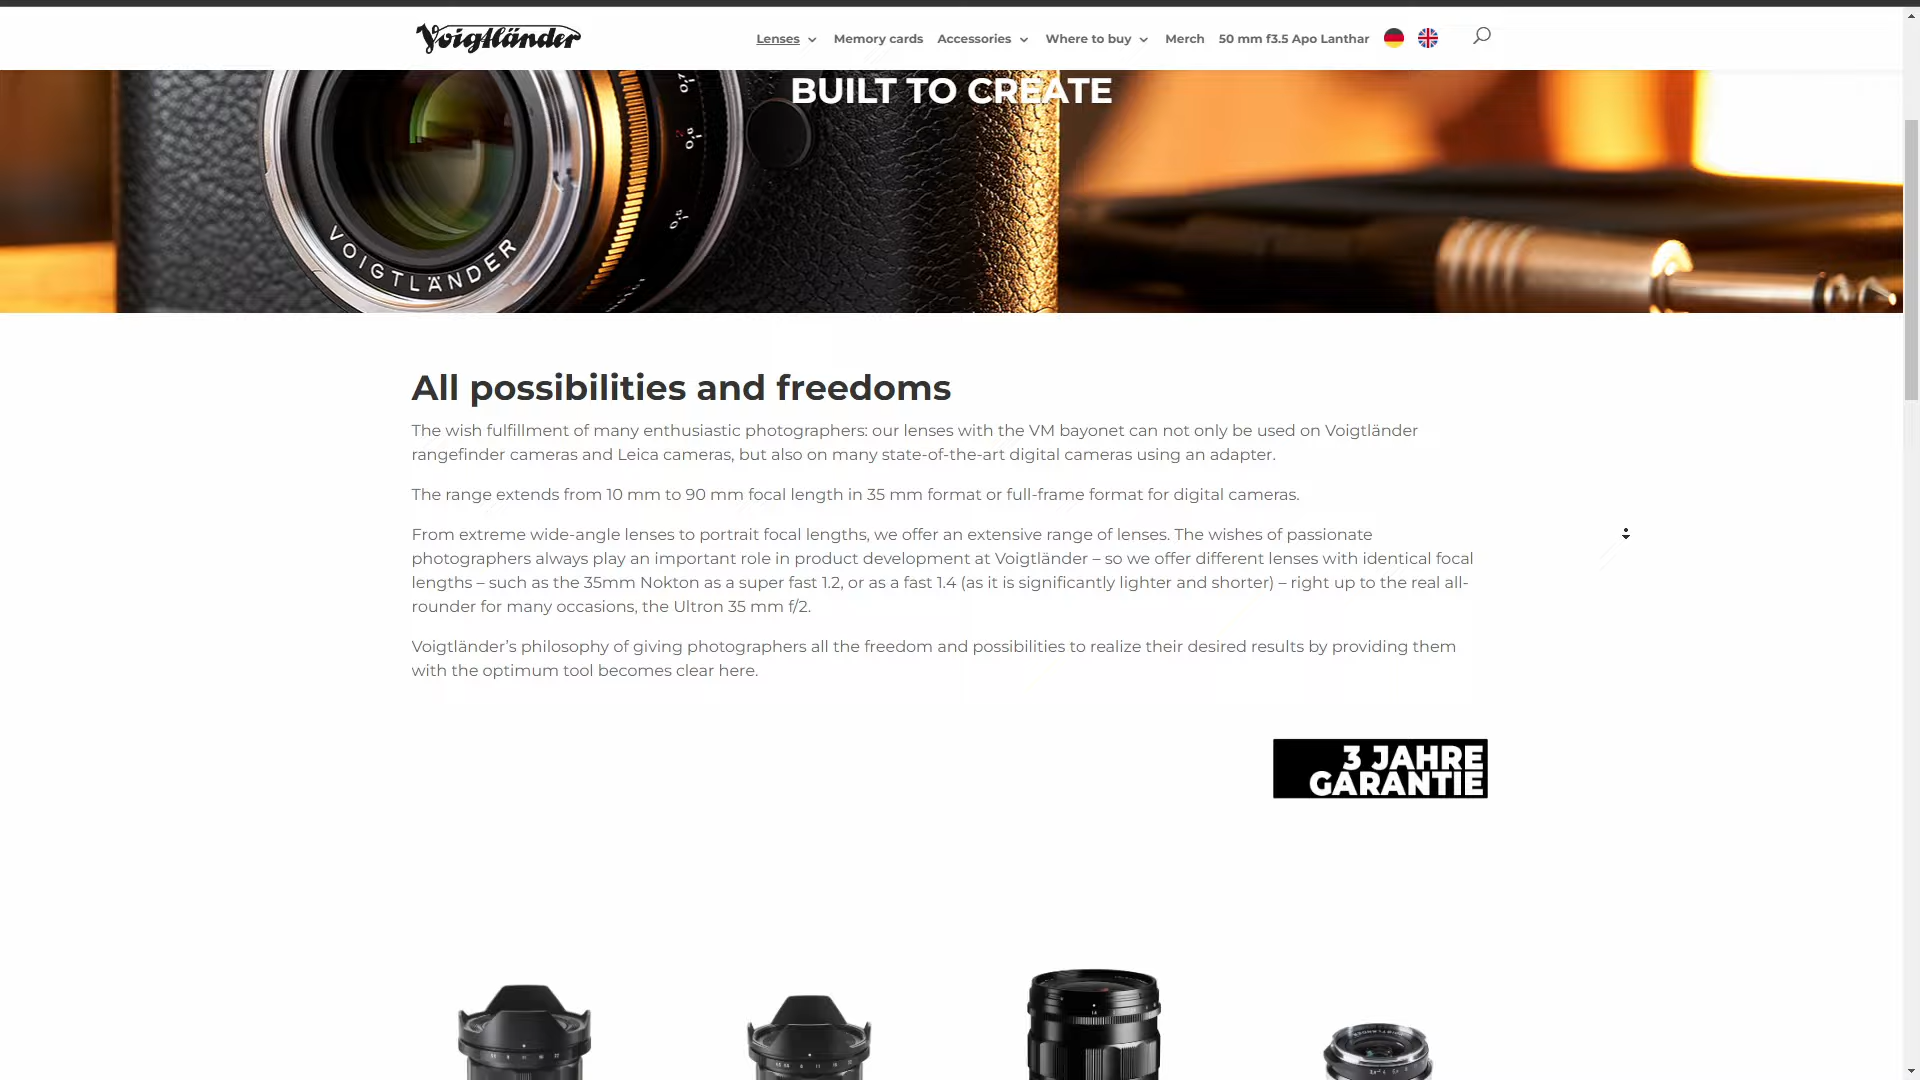 Voigtländer
Lenses
Memory cards
Accessories
Where to buy
Merch
50 mm f3.5 Apo Lanthar
BUILT TO CREATE
VOIGTLÄNDER
All possibilities and freedoms
The wish fulfillment of many enthusiastic photographers: our lenses with the VM bayonet can not only be used on Voigtländer
rangefinder cameras and Leica cameras, but also on many state-of-the-art digital cameras using an adapter.
The range extends from 10 mm to 90 mm focal length in 35 mm format or full-frame format for digital cameras.
From extreme wide-angle lenses to portrait focal lengths, we offer an extensive range of lenses. The wishes of passionate
photographers always play an important role in product development at Voigtländer – so we offer different lenses with identical focal
lengths – such as the 35mm Nokton as a super fast 1.2, or as a fast 1.4 (as it is significantly lighter and shorter) – right up to the real all-
rounder for many occasions, the Ultron 35 mm f/2.
Voigtländer’s philosophy of giving photographers all the freedom and possibilities to realize their desired results by providing them
with the optimum tool becomes clear here.
3 JAHRE
GARANTIE